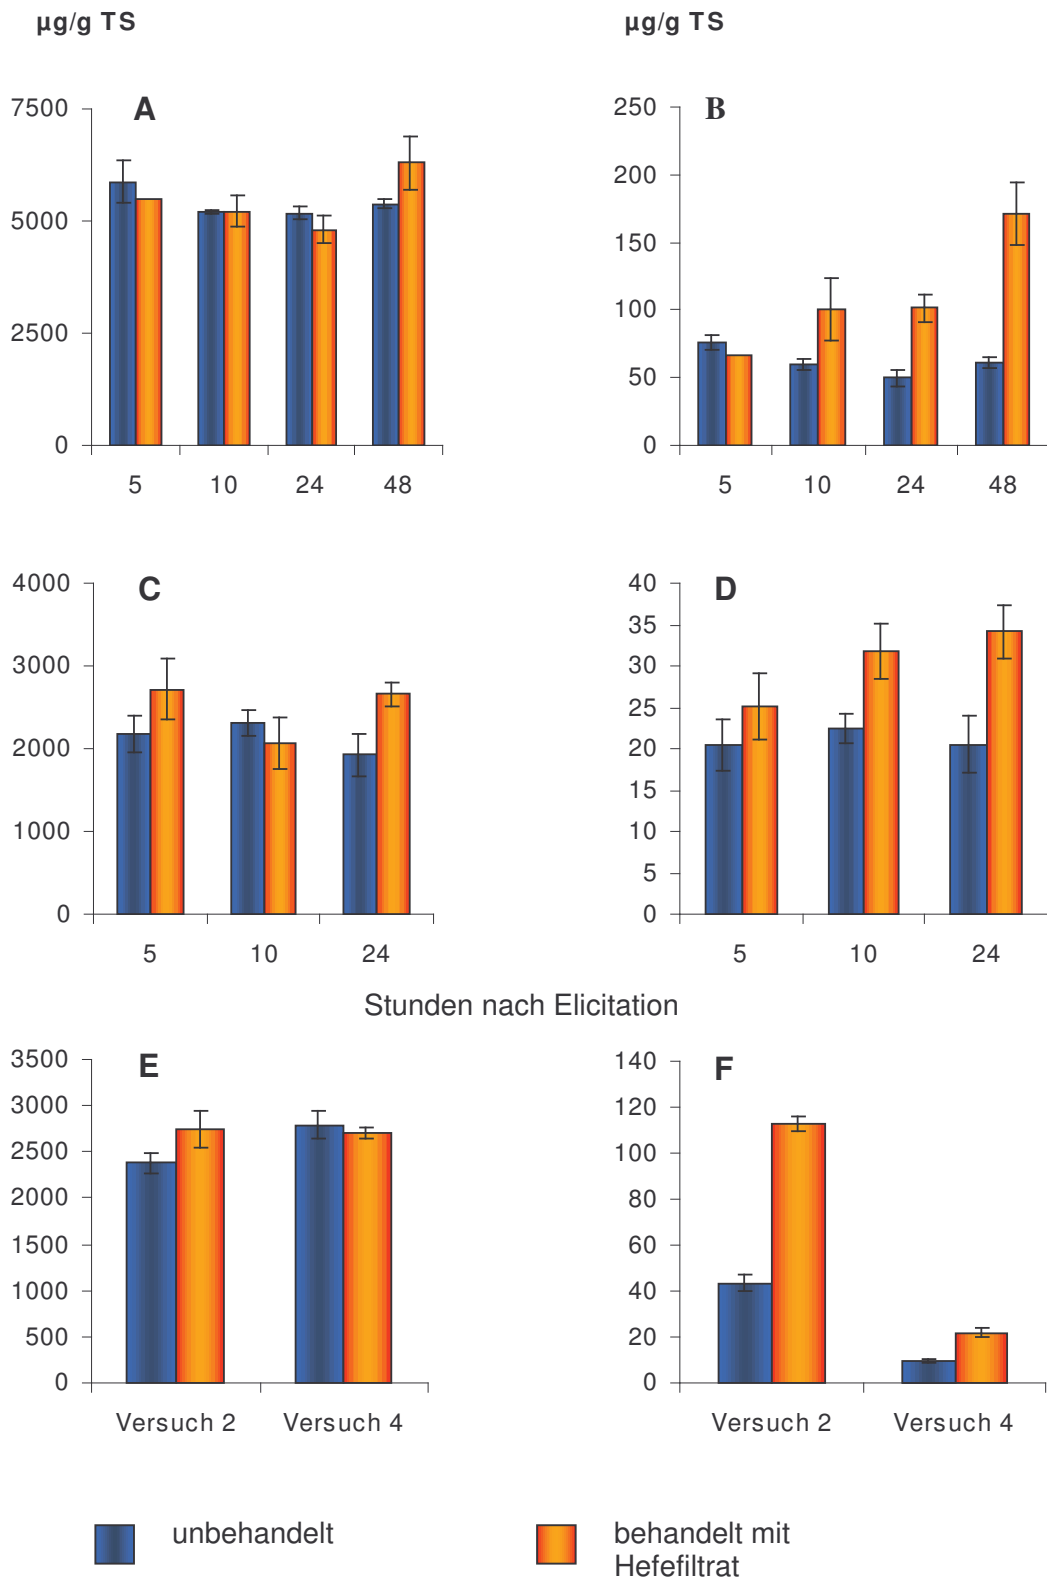 µg/g TS
µg/g TS
A
7500
5000
2500
0
5 10 24 48
B
250
200
150
100
50
0
5 10 24 48
C
4000
3000
2000
1000
0
5 10 24
D
40
35
30
25
20
15
10
5
0
5 10 24
Stunden nach Elicitation
E
3500
3000
2500
2000
1500
1000
500
0
Versuch 2 Versuch 4
F
140
120
100
80
60
40
20
0
Versuch 2 Versuch 4
unbehandelt
behandelt mit
Hefefiltrat